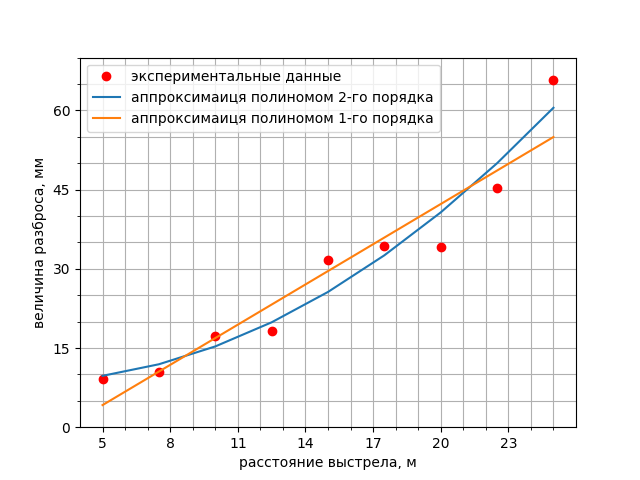 экспериментальные данные
аппроксимаиця полиномом 2-го порядка
аппроксимаиця полиномом 1-го порядка
60
45
30
15
0
величина разброса, мм
5 8 11 14 17 20 23
расстояние выстрела, м